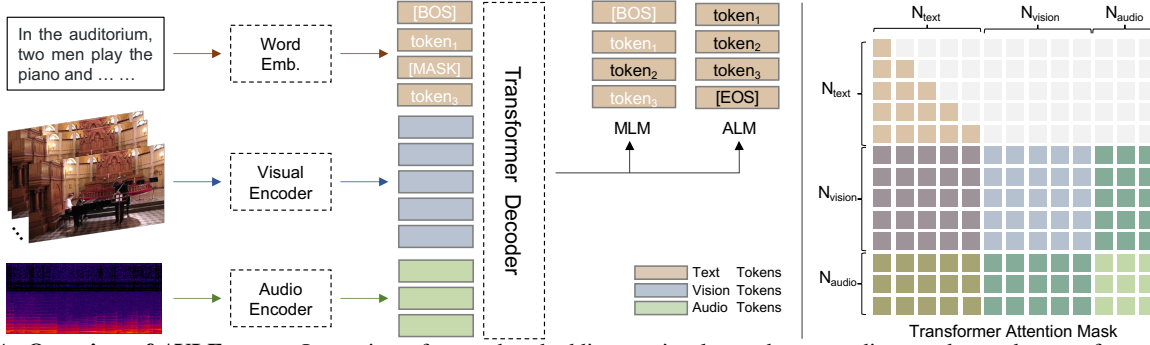 In the auditorium,
two men play the
piano and … …
Word
Emb.
Visual
Encoder
Audio
Encoder
[BOS]
token1
[MASK]
token3
Transformer Decoder
[BOS]
token1
token2
token3
MLM
token1
token2
token3
[EOS]
ALM
Text Tokens
Vision Tokens
Audio Tokens
Ntext
Nvision
Naudio
Ntext
Nvision
Naudio
Transformer Attention Mask